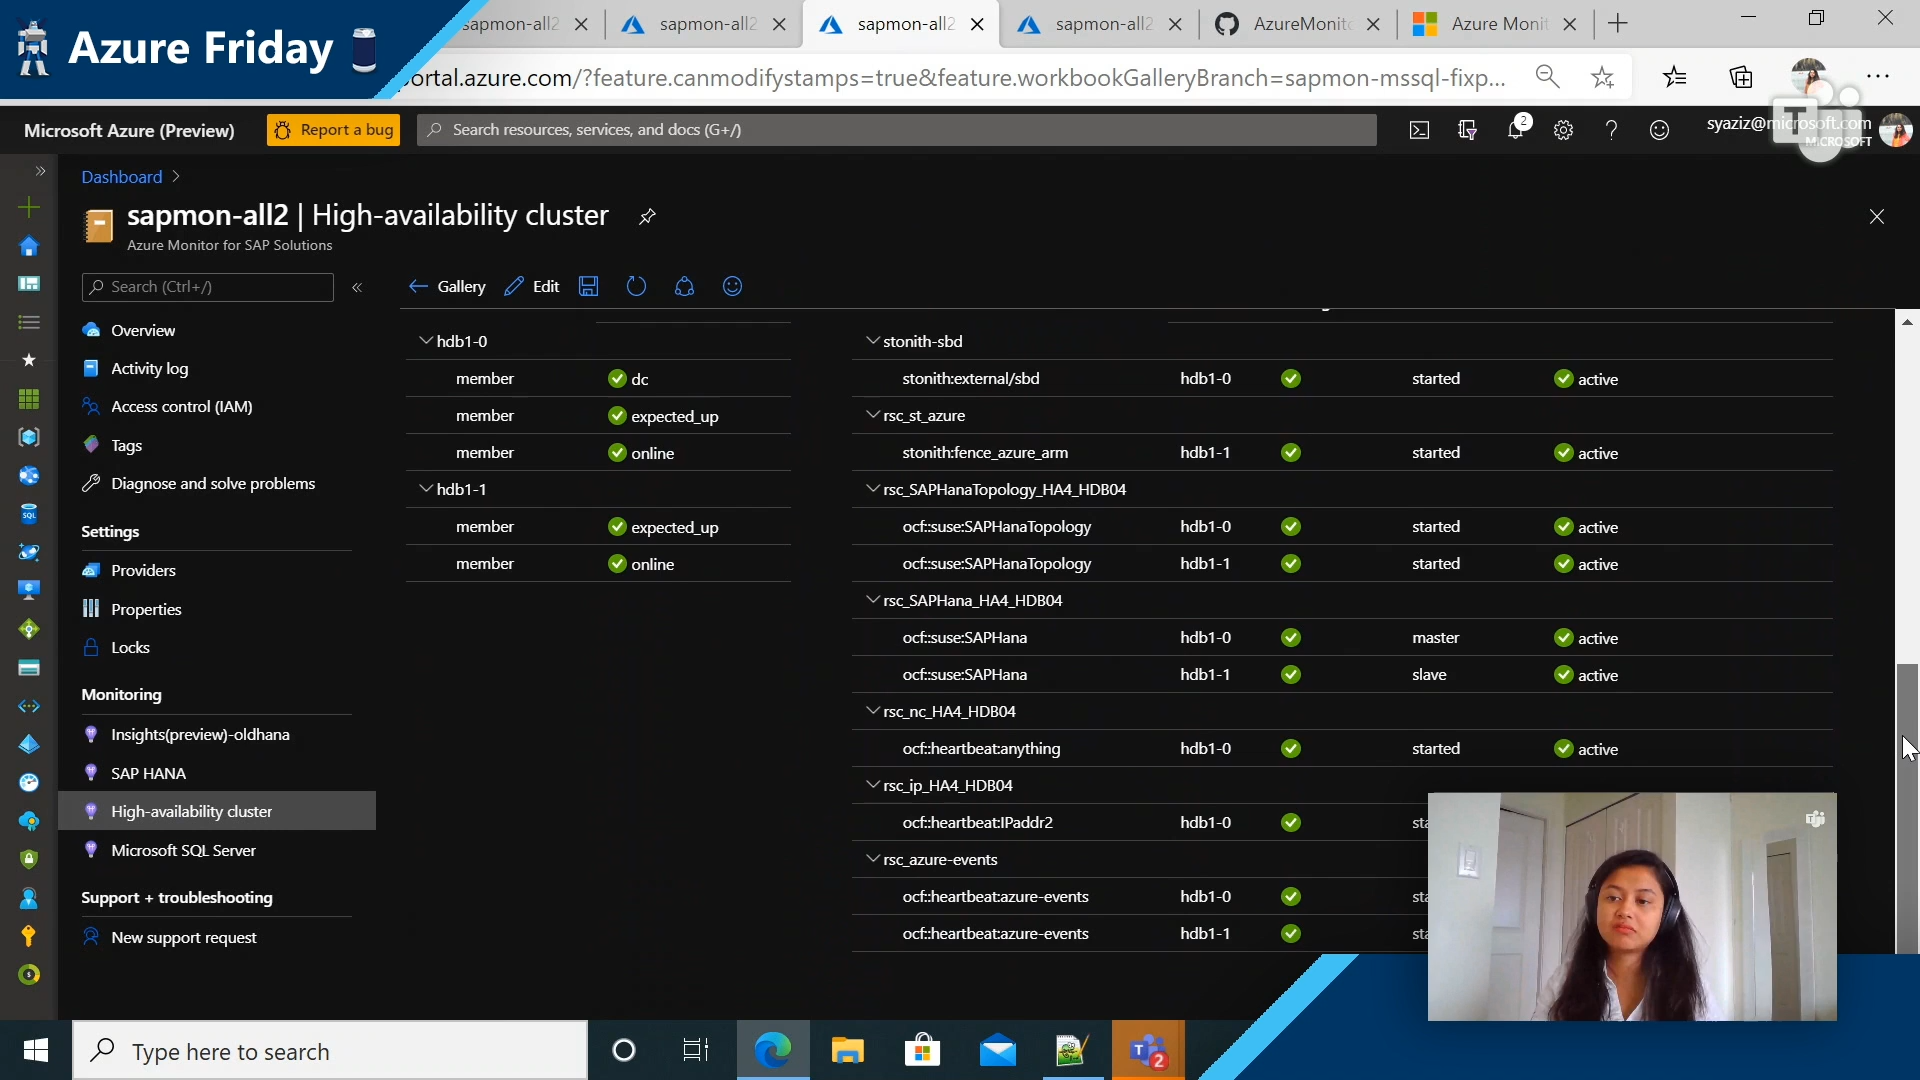 Azure Friday
sapmon-all2
sapmon-all2
sapmon-all2
sapmon-all2
AzureMonit
Azure Monit
ortal.azure.com/?feature.canmodifystamps=true&feature.workbookGalleryBranch=sapmon-mssql-fixp...
Microsoft Azure (Preview)
Report a bug
Search resources, services, and docs (G+/)
2
syaziz@microsoft.com
MICROSOFT
Dashboard >
sapmon-all2 | High-availability cluster
Azure Monitor for SAP Solutions
Search (Ctrl+/)
Gallery
Edit
Overview
Activity log
Access control (IAM)
Tags
Diagnose and solve problems
Settings
Providers
Properties
Locks
Monitoring
Insights(preview)-oldhana
SAP HANA
High-availability cluster
Microsoft SQL Server
Support + troubleshooting
New support request
hdb1-0
member dc
member expected_up
member online
hdb1-1
member expected_up
member online
stonith-sbd
stonith:external/sbd hdb1-0 started active
rsc_st_azure
stonith:fence_azure_arm hdb1-1 started active
rsc_SAPHanaTopology_HA4_HDB04
ocf::suse:SAPHanaTopology hdb1-0 started active
ocf::suse:SAPHanaTopology hdb1-1 started active
rsc_SAPHana_HA4_HDB04
ocf::suse:SAPHana hdb1-0 master active
ocf::suse:SAPHana hdb1-1 slave active
rsc_nc_HA4_HDB04
ocf::heartbeat:anything hdb1-0 started active
rsc_ip_HA4_HDB04
ocf::heartbeat:IPaddr2 hdb1-0 sta
rsc_azure-events
ocf::heartbeat:azure-events hdb1-0 sta
ocf::heartbeat:azure-events hdb1-1 sta
Type here to search
2